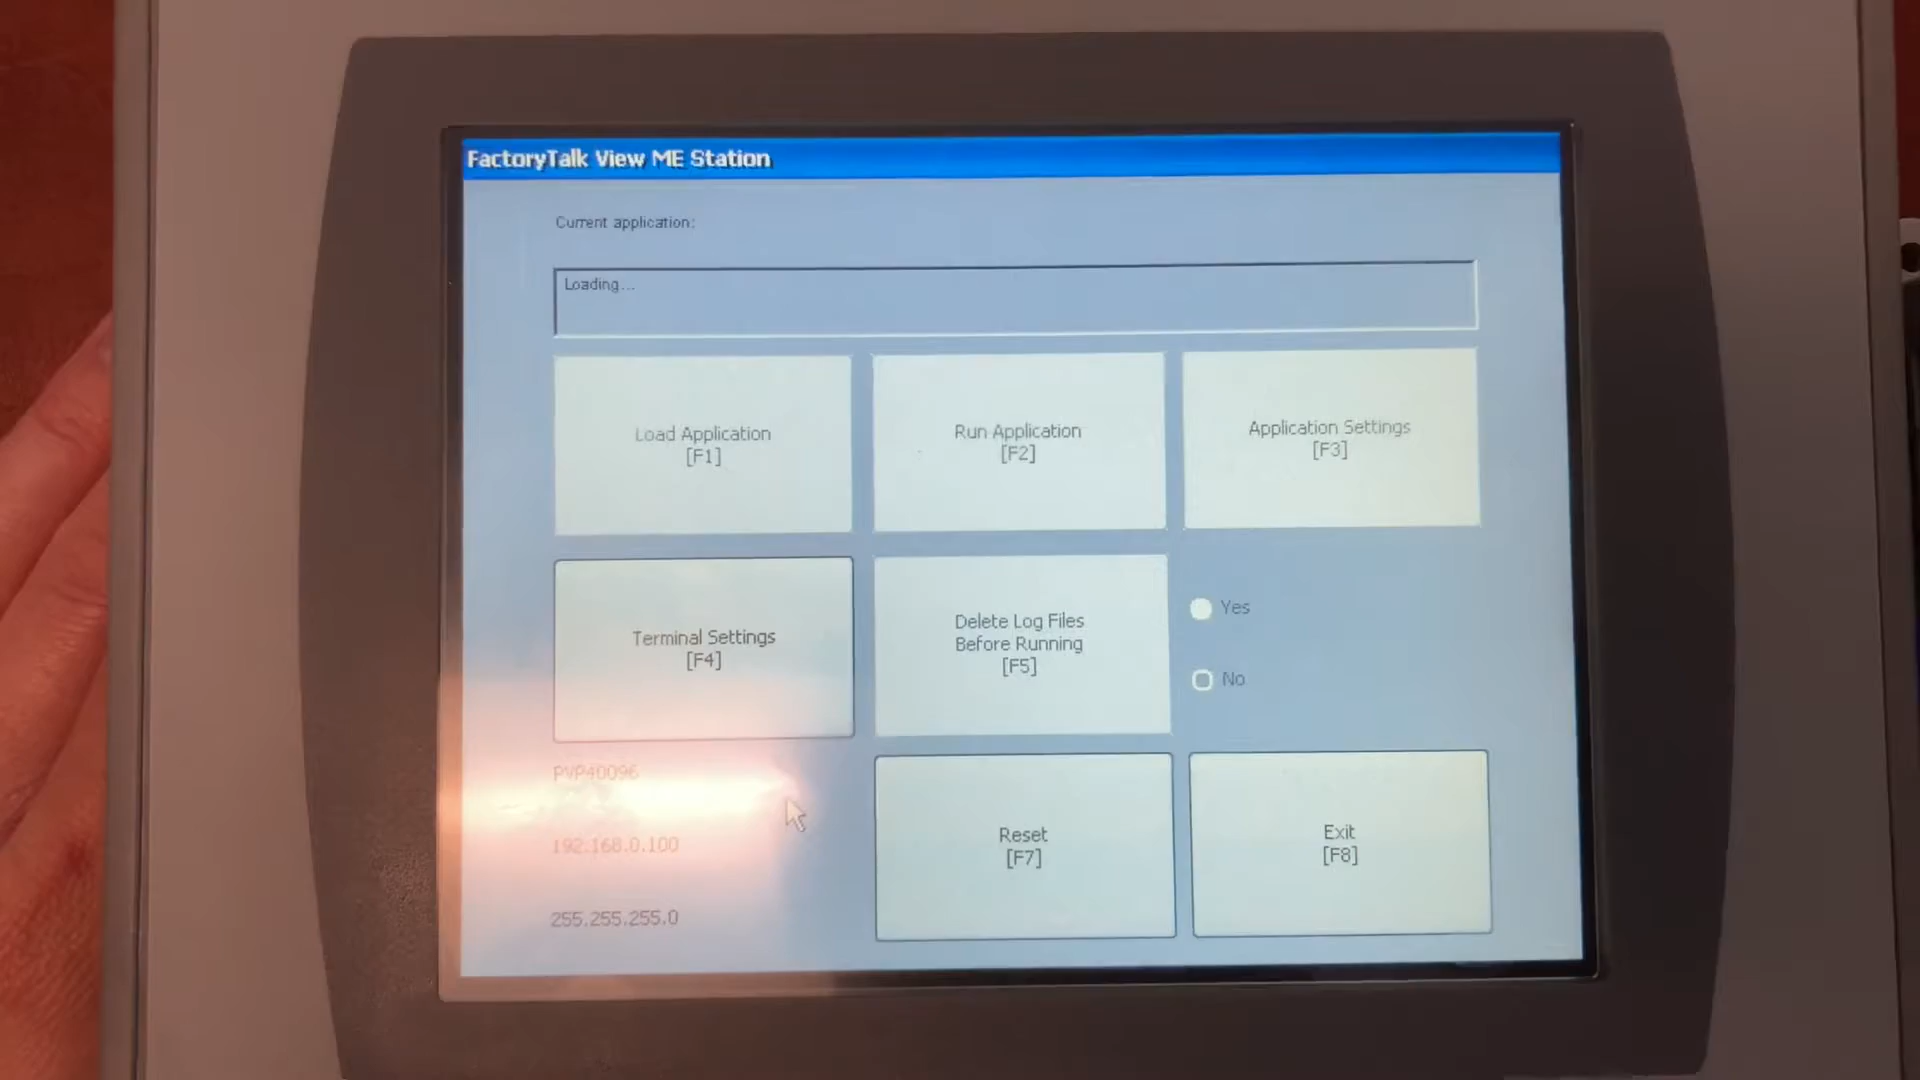 FactoryTalk View ME Station
Current application:
Loading...
Load Application
[F1]
Run Application
[F2]
Application Settings
[F3]
Terminal Settings
[F4]
Delete Log Files
Before Running
[F5]
Yes
No
PVP40096
192.168.0.100
255.255.255.0
Reset
[F7]
Exit
[F8]